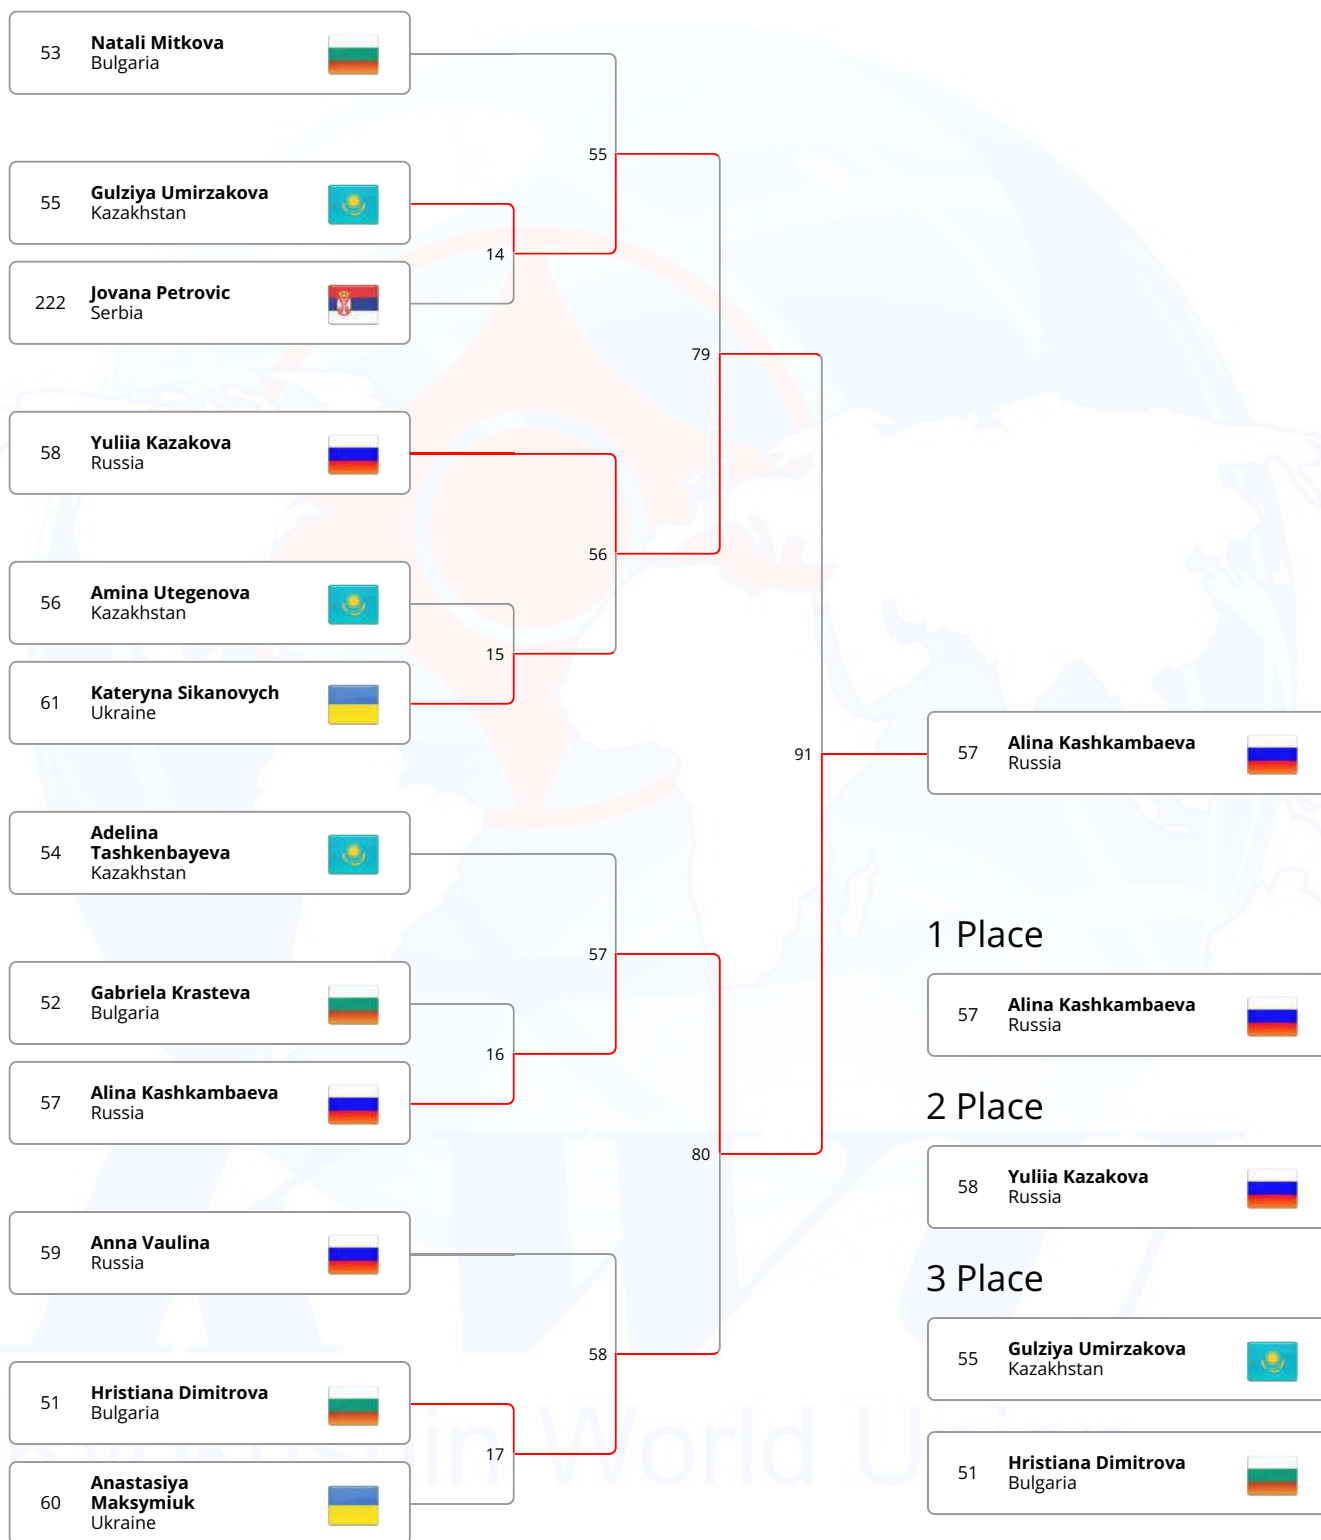 53
Natali Mitkova
Bulgaria
55
55
Gulziya Umirzakova
Kazakhstan
14
222
Jovana Petrovic
Serbia
79
58
Yuliia Kazakova
Russia
56
56
Amina Utegenova
Kazakhstan
15
61
Kateryna Sikanovych
Ukraine
91
57
Alina Kashkambaeva
Russia
54
Adelina
Tashkenbayeva
Kazakhstan
57
52
Gabriela Krasteva
Bulgaria
16
57
Alina Kashkambaeva
Russia
80
59
Anna Vaulina
Russia
58
51
Hristiana Dimitrova
Bulgaria
17
60
Anastasiya
Maksymiuk
Ukraine
1 Place
57
Alina Kashkambaeva
Russia
2 Place
58
Yuliia Kazakova
Russia
3 Place
55
Gulziya Umirzakova
Kazakhstan
51
Hristiana Dimitrova
Bulgaria
KWU
World